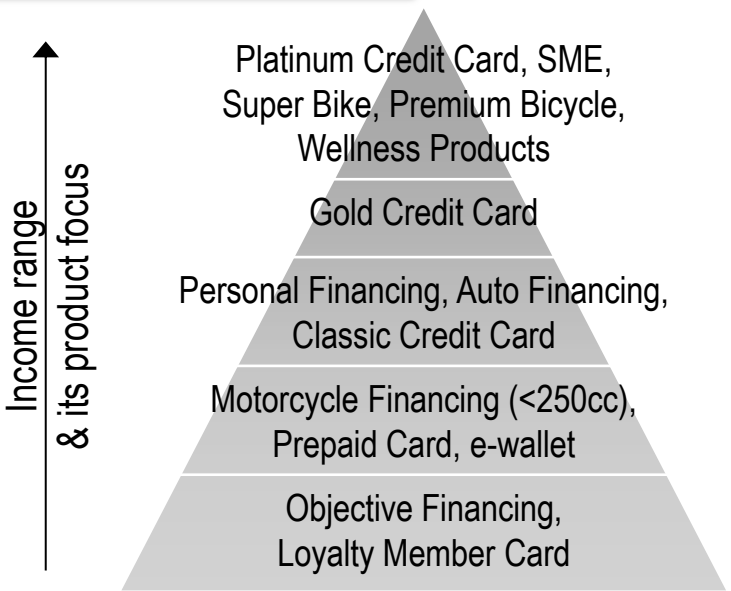 Income range
& its product focus
Platinum Credit Card, SME,
Super Bike, Premium Bicycle,
Wellness Products
Gold Credit Card
Personal Financing, Auto Financing,
Classic Credit Card
Motorcycle Financing (<250cc),
Prepaid Card, e-wallet
Objective Financing,
Loyalty Member Card